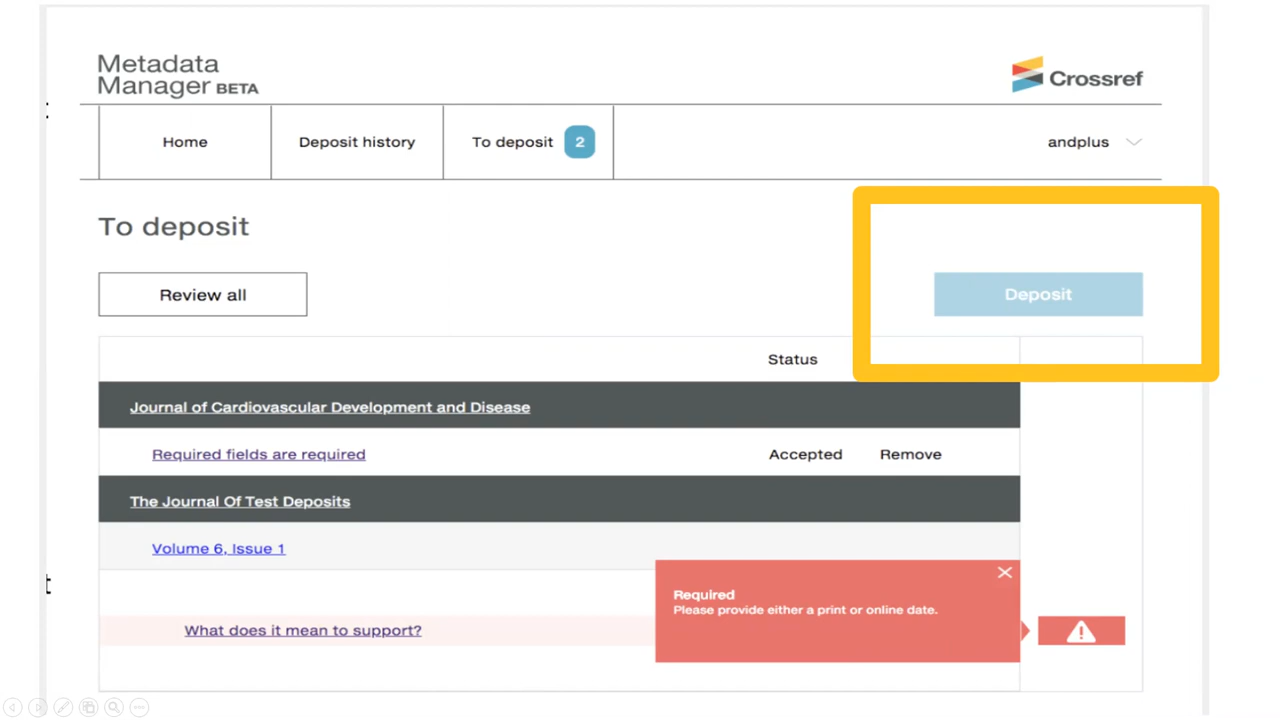 Metadata
Manager BETA
Crossref
Home
Deposit history
To deposit 2
andplus
To deposit
Review all
Deposit
Status
Journal of Cardiovascular Development and Disease
Required fields are required
Accepted
Remove
The Journal Of Test Deposits
Volume 6, Issue 1
Required
Please provide either a print or online date.
What does it mean to support?